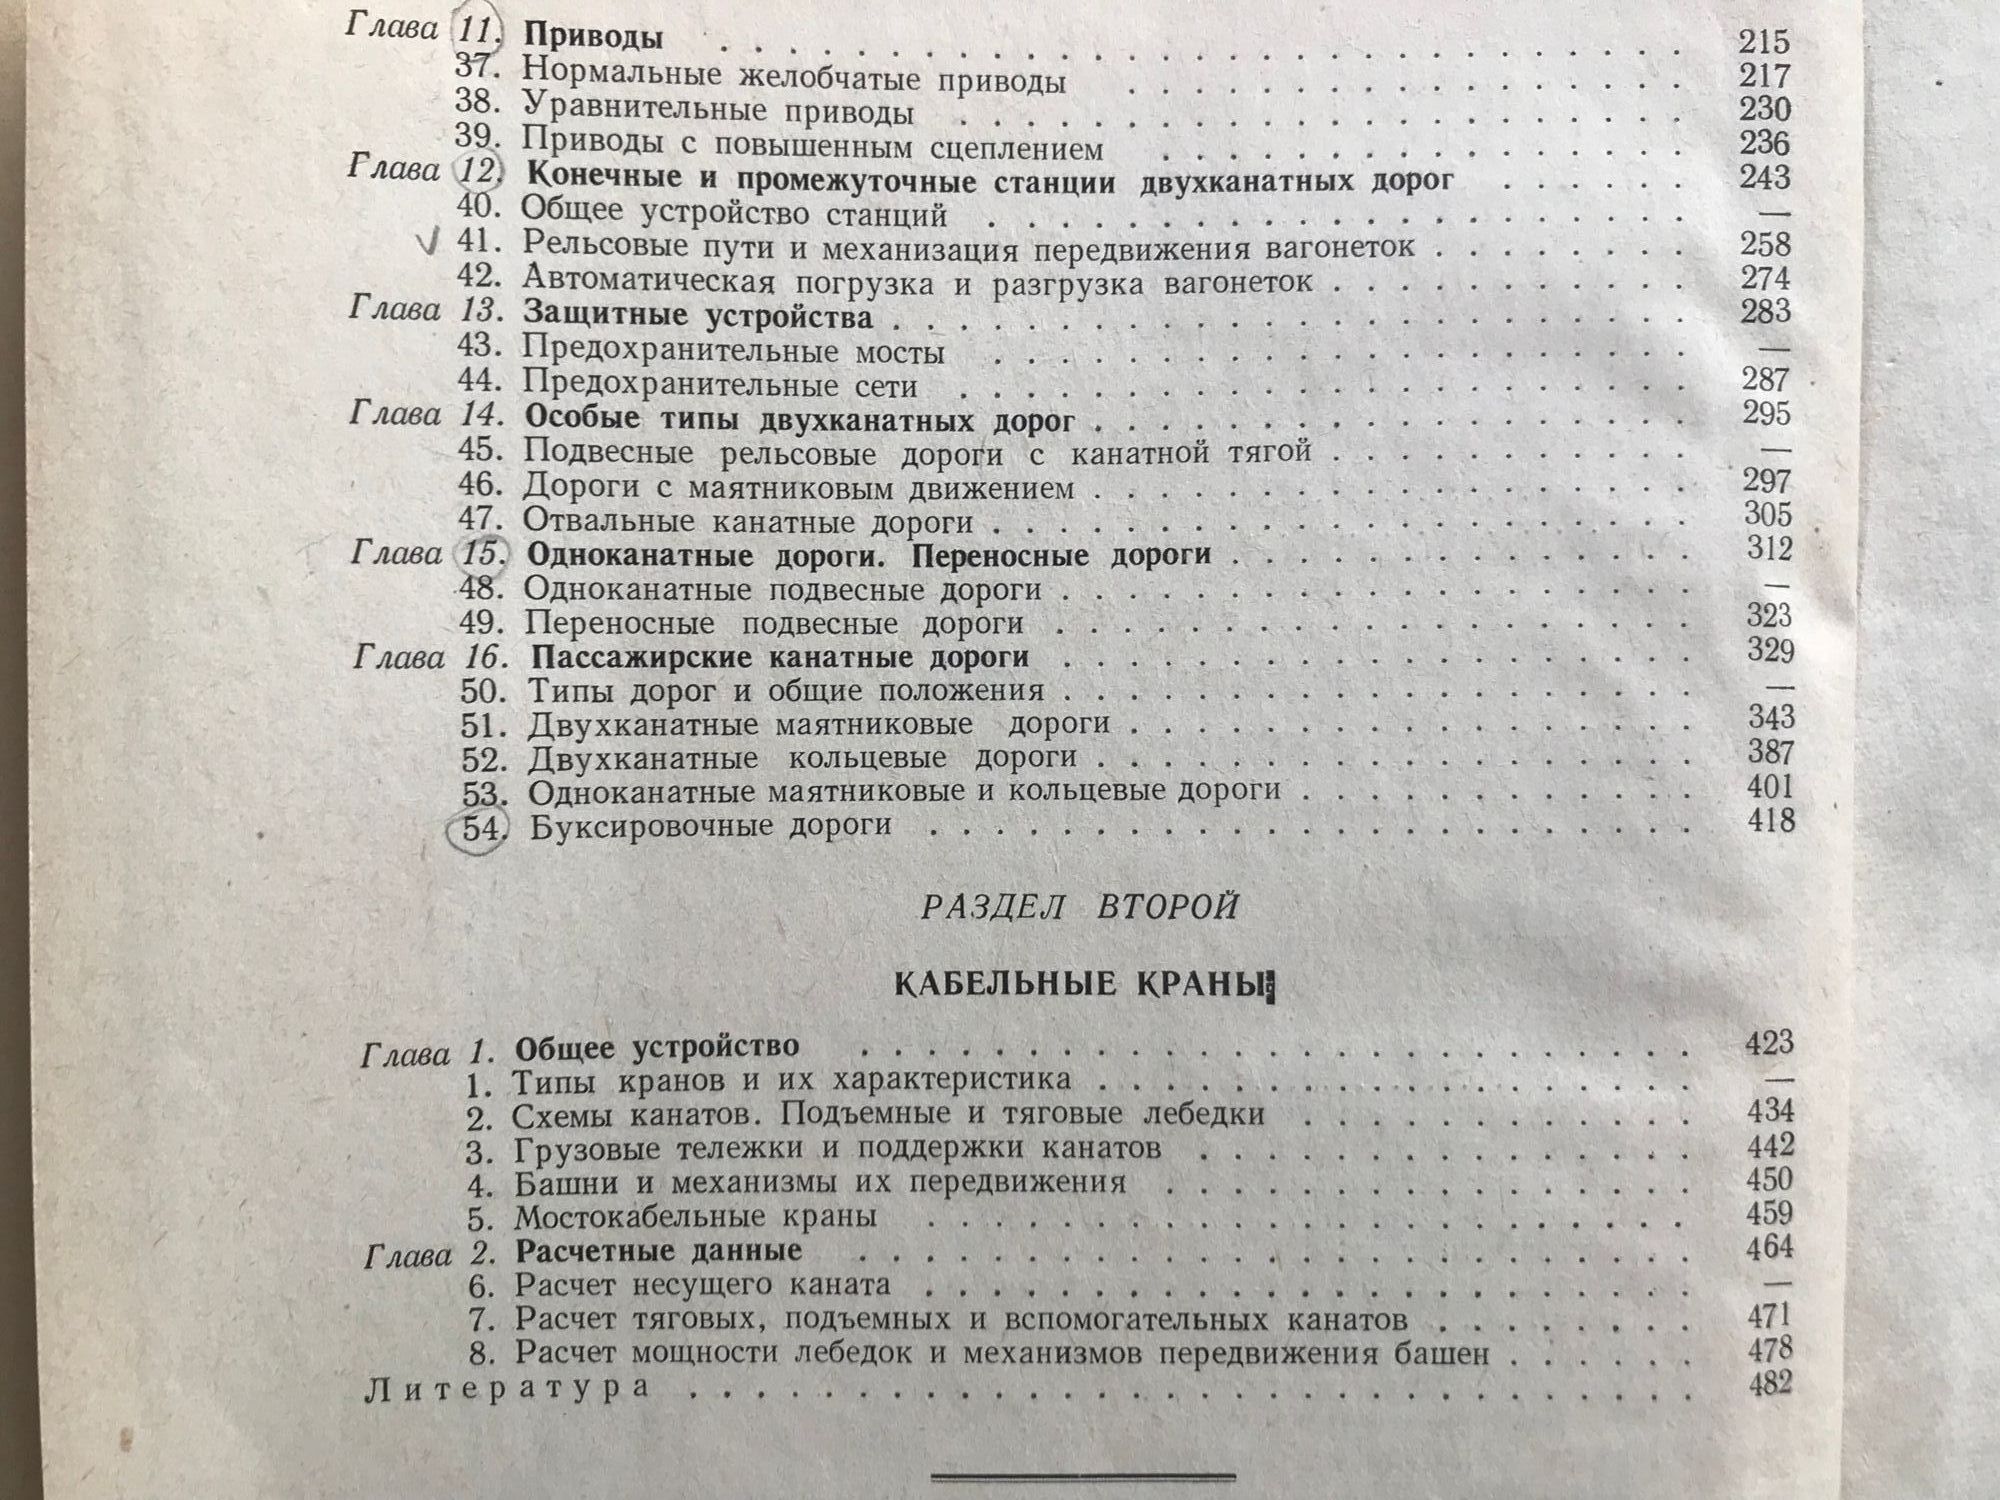 Глава 11. Приводы . . . . . . . . . . . . . . . . . . . . . . . . . . . . . 215
37. Нормальные желобчатые приводы . . . . . . . . . . . . . . . . . 217
38. Уравнительные приводы . . . . . . . . . . . . . . . . . . . . . . 230
39. Приводы с повышенным сцеплением . . . . . . . . . . . . . . . . 236
Глава 12. Конечные и промежуточные станции двухканатных дорог . . . . . . 243
40. Общее устройство станций . . . . . . . . . . . . . . . . . . . . . —
41. Рельсовые пути и механизация передвижения вагонеток . . . . . . . . 258
42. Автоматическая погрузка и разгрузка вагонеток . . . . . . . . . . . 274
Глава 13. Защитные устройства . . . . . . . . . . . . . . . . . . . . . . . . 283
43. Предохранительные мосты . . . . . . . . . . . . . . . . . . . . . —
44. Предохранительные сети . . . . . . . . . . . . . . . . . . . . . . 287
Глава 14. Особые типы двухканатных дорог . . . . . . . . . . . . . . . . . . 295
45. Подвесные рельсовые дороги с канатной тягой . . . . . . . . . . . —
46. Дороги с маятниковым движением . . . . . . . . . . . . . . . . . . 297
47. Отвальные канатные дороги . . . . . . . . . . . . . . . . . . . . . 305
Глава 15. Одноканатные дороги. Переносные дороги . . . . . . . . . . . . . . 312
48. Одноканатные подвесные дороги . . . . . . . . . . . . . . . . . . . —
49. Переносные подвесные дороги . . . . . . . . . . . . . . . . . . . 323
Глава 16. Пассажирские канатные дороги . . . . . . . . . . . . . . . . . . . 329
50. Типы дорог и общие положения . . . . . . . . . . . . . . . . . . . —
51. Двухканатные маятниковые дороги . . . . . . . . . . . . . . . . . 343
52. Двухканатные кольцевые дороги . . . . . . . . . . . . . . . . . . 387
53. Одноканатные маятниковые и кольцевые дороги . . . . . . . . . . . . 401
54. Буксировочные дороги . . . . . . . . . . . . . . . . . . . . . . . 418
РАЗДЕЛ ВТОРОЙ
КАБЕЛЬНЫЕ КРАНЫ
Глава 1. Общее устройство . . . . . . . . . . . . . . . . . . . . . . . . . 423
1. Типы кранов и их характеристика . . . . . . . . . . . . . . . . . . —
2. Схемы канатов. Подъемные и тяговые лебедки . . . . . . . . . . . . 434
3. Грузовые тележки и поддержки канатов . . . . . . . . . . . . . . . 442
4. Башни и механизмы их передвижения . . . . . . . . . . . . . . . . 450
5. Мостокабельные краны . . . . . . . . . . . . . . . . . . . . . . . 459
Глава 2. Расчетные данные . . . . . . . . . . . . . . . . . . . . . . . . . 464
6. Расчет несущего каната . . . . . . . . . . . . . . . . . . . . . . . —
7. Расчет тяговых, подъемных и вспомогательных канатов . . . . . . . . 471
8. Расчет мощности лебедок и механизмов передвижения башен . . . . . . 478
Литература . . . . . . . . . . . . . . . . . . . . . . . . . . . . . . 482